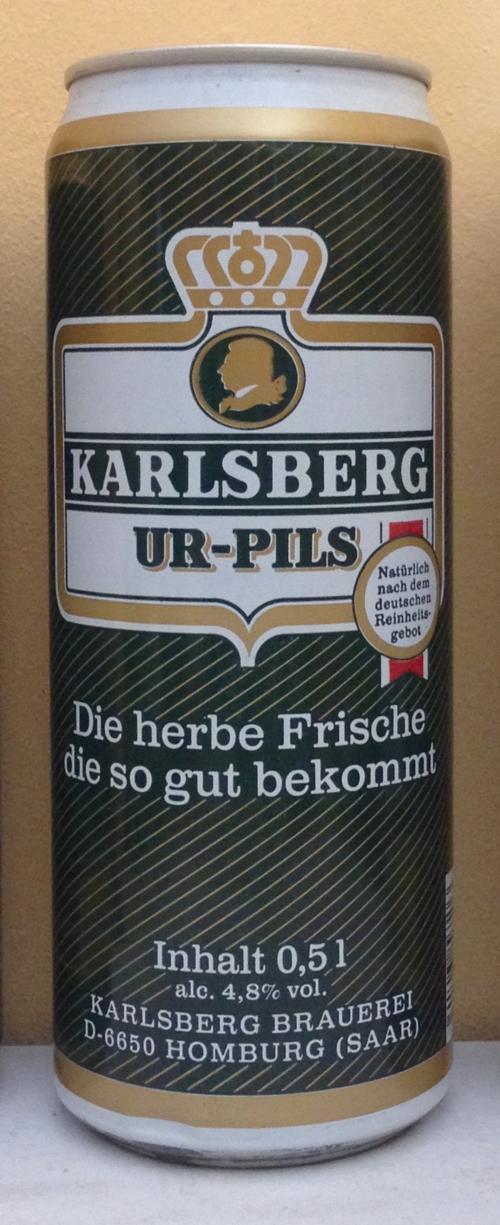 KARLSBERG
UR-PILS
Natürlich
nach dem
deutschen
Reinheits-
gebot
Die herbe Frische
die so gut bekommt
Inhalt 0,5 l
alc. 4,8% vol.
KARLSBERG BRAUEREI
D-6650 HOMBURG (SAAR)